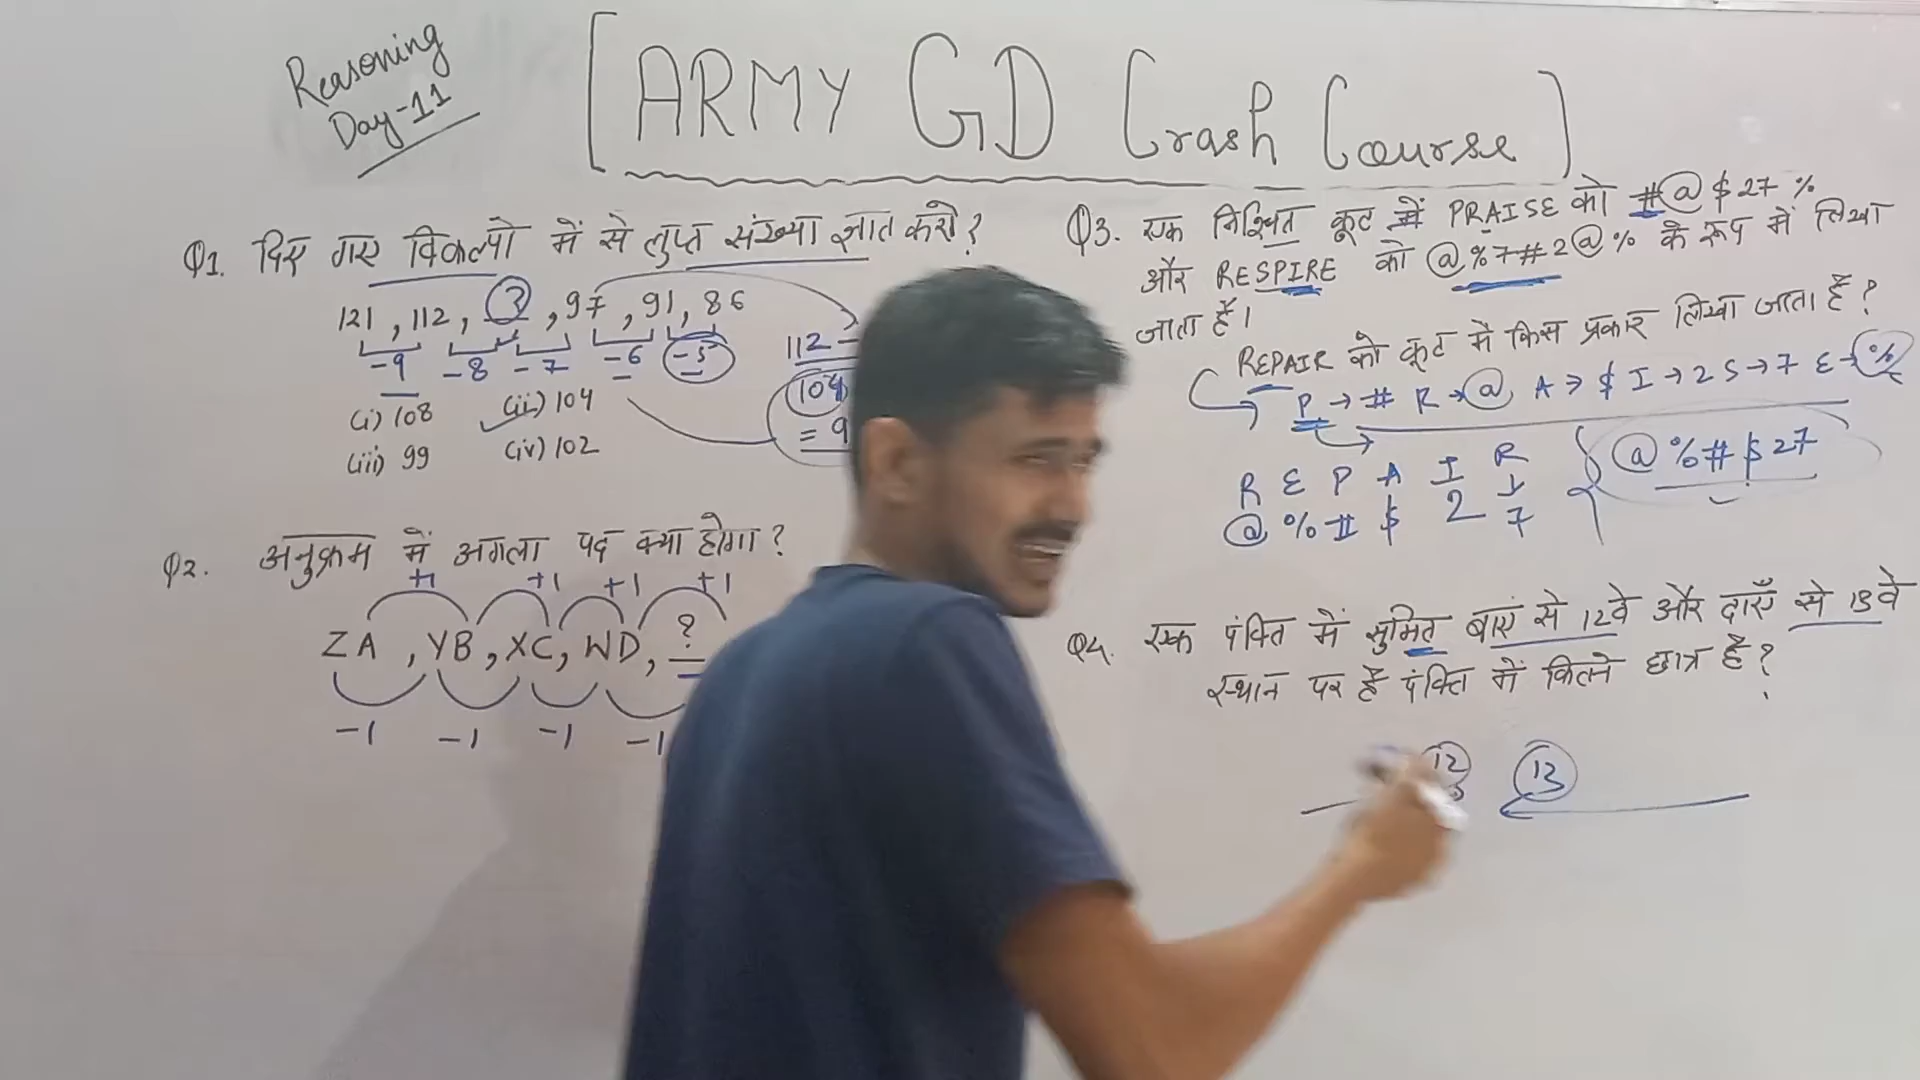 Reasoning
Day-11
[ARMY GD Crash Course]
Q1. दिए गए विकल्पो में से लुप्त संख्या ज्ञात करो?
121, 112, ?, 97, 91, 86
-9 -8 -7 -6 -5
(i) 108 (ii) 104
(iii) 99 (iv) 102
112 -
104
= 9
Q2. अनुक्रम में अगला पद क्या होगा?
+1 +1 +1 +1
ZA, YB, XC, WD, ?
-1 -1 -1 -1
Q3. एक निश्चित कूट में PRAISE को #@$27%
और RESPIRE को @%7#2@% के रूप में लिखा
जाता है।
REPAIR को कूट में किस प्रकार लिखा जाता है?
P→# R→@ A→$ I→2 S→7 E→%
R E P A I R
@ % # $ 2 7
@%#$27
Q4. एक पंक्ति में सुमित बाएं से 12वे और दाएँ से 13वे
स्थान पर है पंक्ति में कितने छात्र है?
12 13